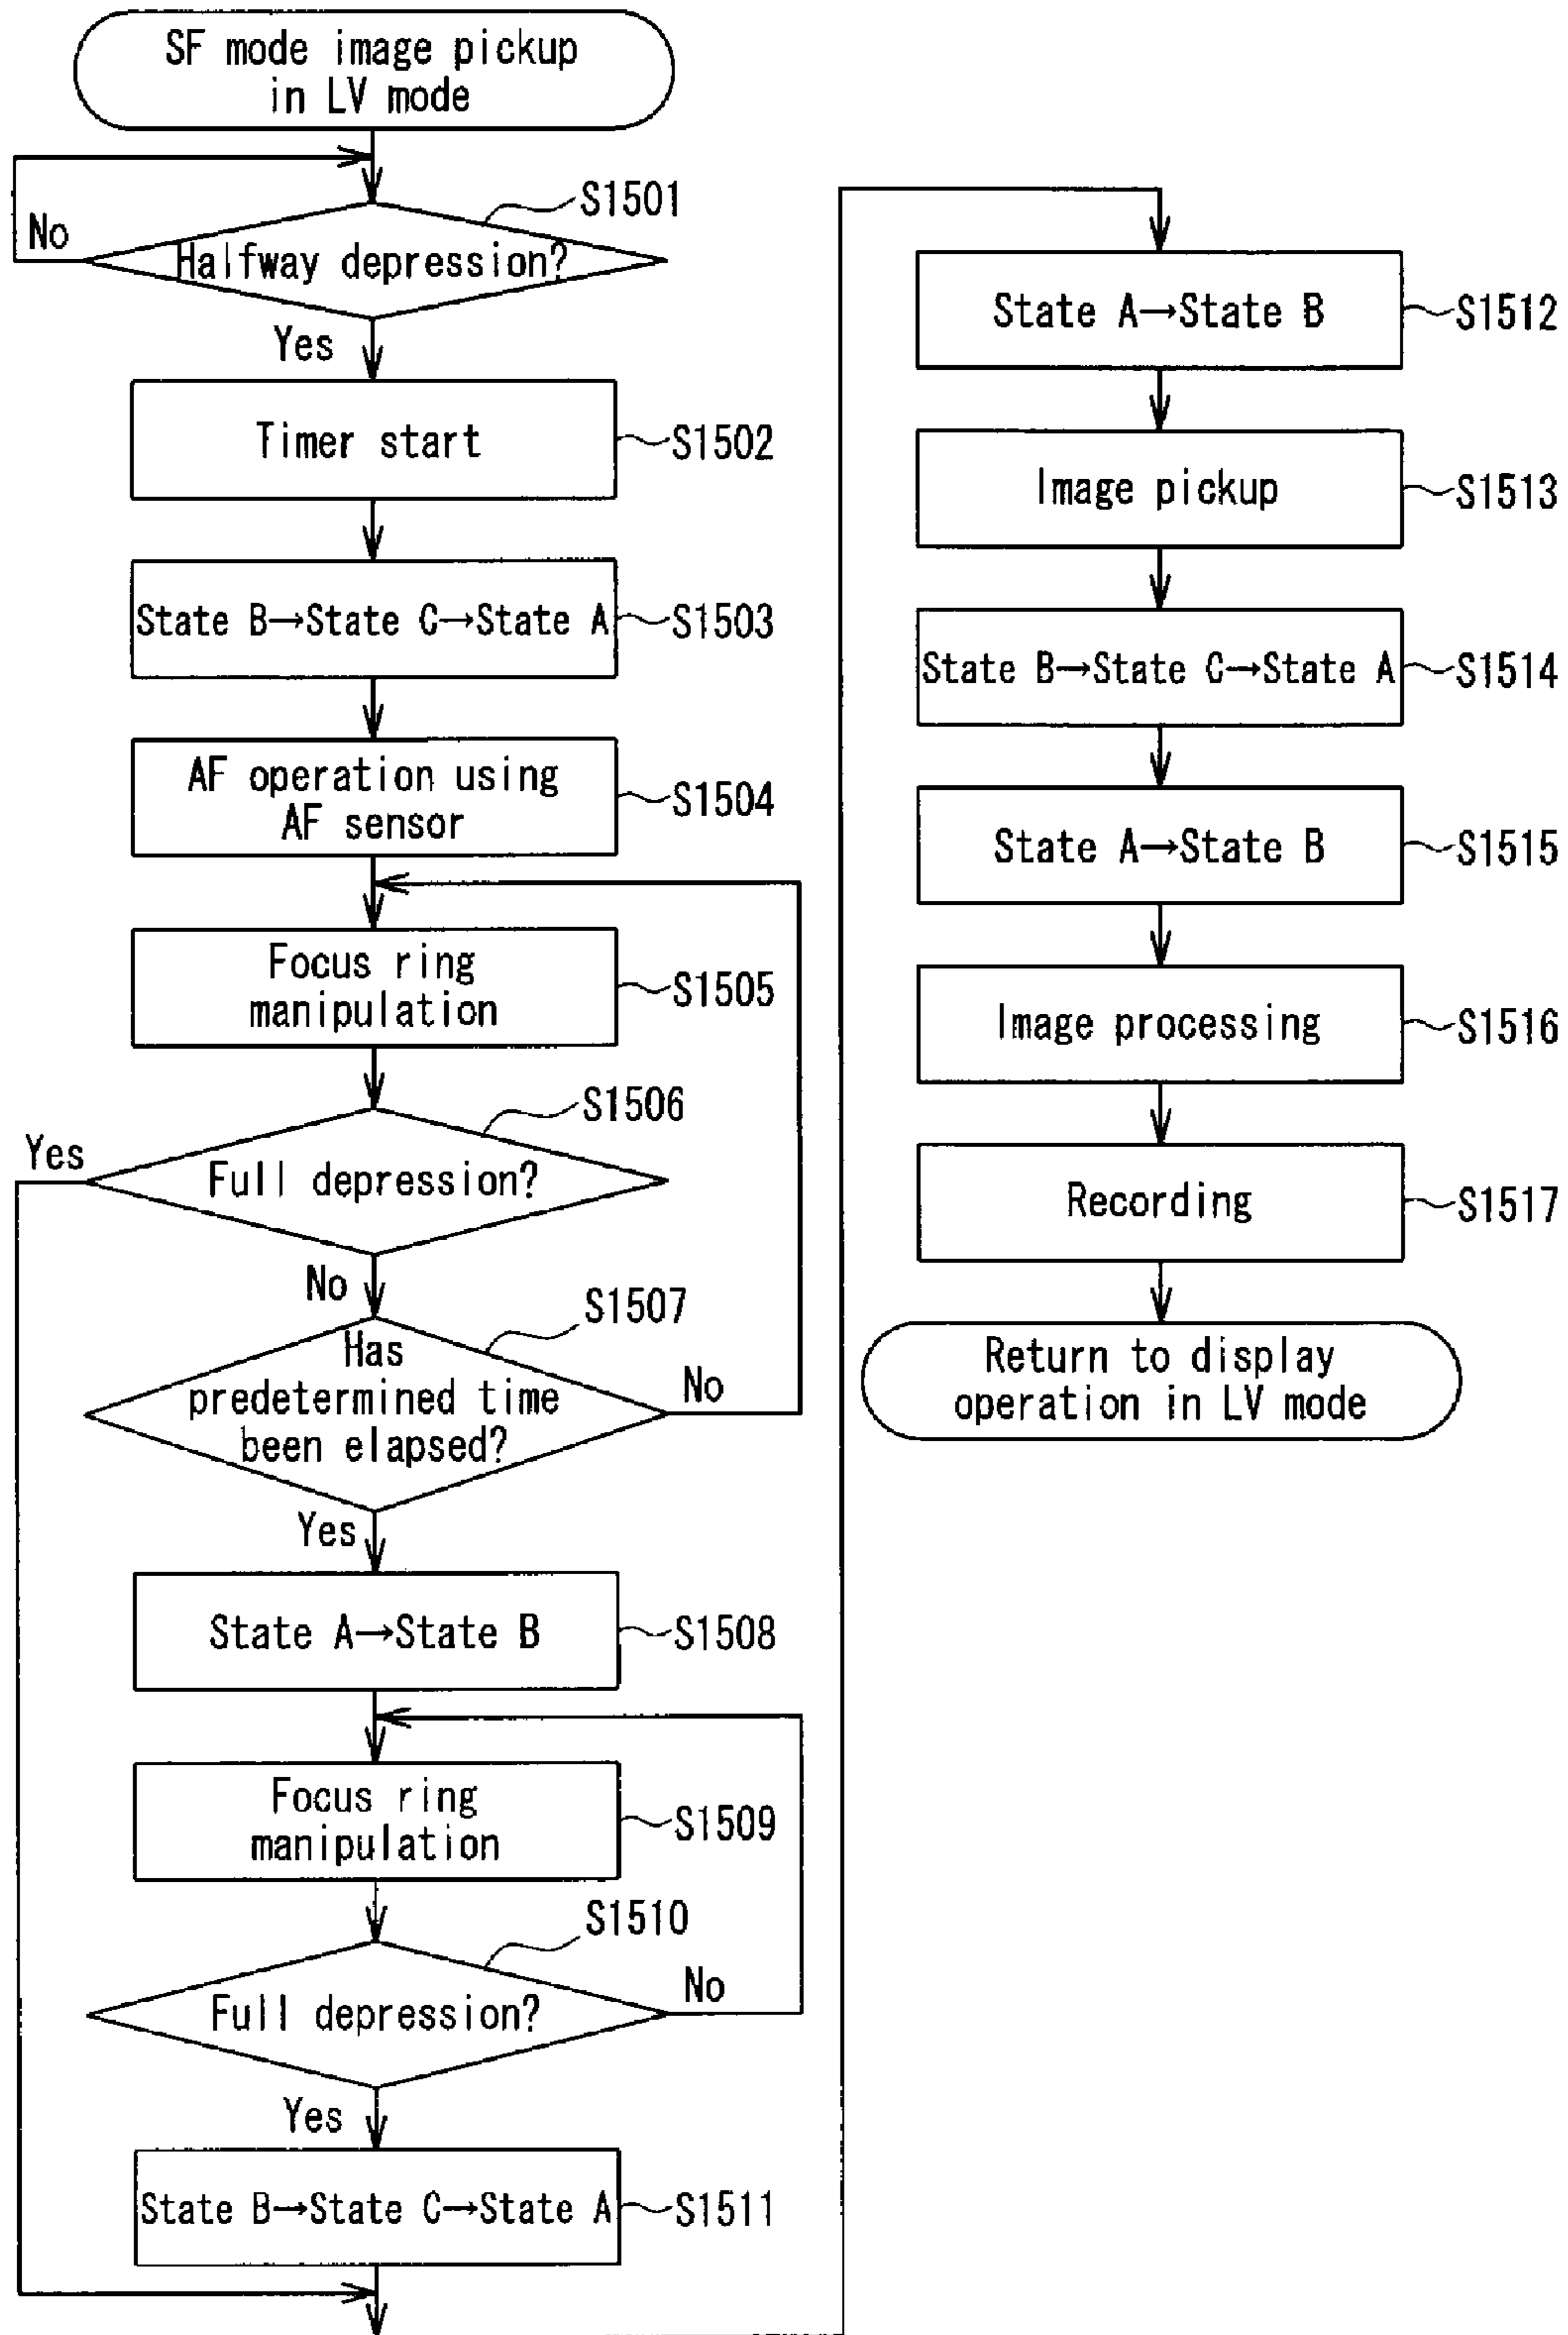 SF mode image pickup
in LV mode
S1501
No
Halfway depression?
Yes
Timer start
S1502
State B→State C→State A
S1503
AF operation using
AF sensor
S1504
Focus ring
manipulation
S1505
S1506
Yes
Full depression?
No
S1507
Has
predetermined time
been elapsed?
No
Yes
State A→State B
S1508
Focus ring
manipulation
S1509
S1510
No
Full depression?
Yes
State B→State C→State A
S1511
State A→State B
S1512
Image pickup
S1513
State B→State C→State A
S1514
State A→State B
S1515
Image processing
S1516
Recording
S1517
Return to display
operation in LV mode